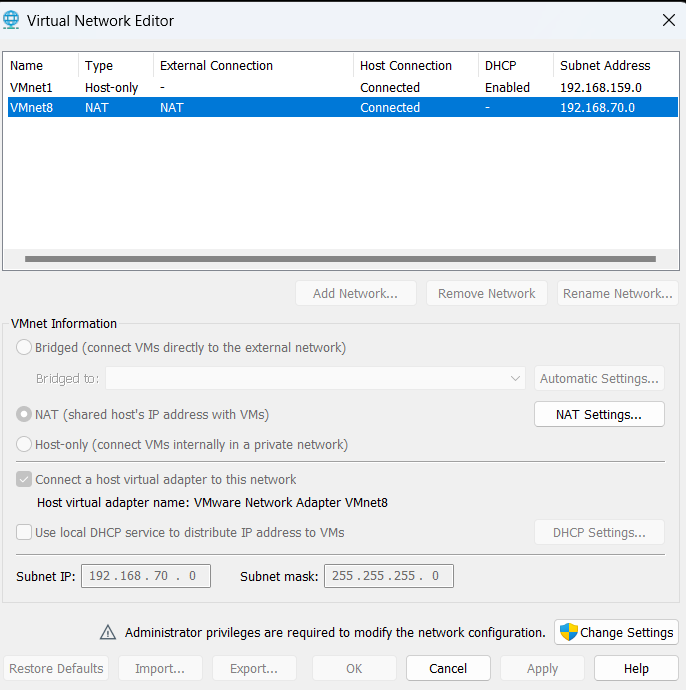 Virtual Network Editor
Name Type External Connection Host Connection DHCP Subnet Address
VMnet1 Host-only - Connected Enabled 192.168.159.0
VMnet8 NAT NAT Connected - 192.168.70.0
Add Network... Remove Network Rename Network...
VMnet Information
Bridged (connect VMs directly to the external network)
Bridged to: Automatic Settings...
NAT (shared host's IP address with VMs) NAT Settings...
Host-only (connect VMs internally in a private network)
Connect a host virtual adapter to this network
Host virtual adapter name: VMware Network Adapter VMnet8
Use local DHCP service to distribute IP address to VMs DHCP Settings...
Subnet IP: 192 . 168 . 70 . 0 Subnet mask: 255 . 255 . 255 . 0
Administrator privileges are required to modify the network configuration. Change Settings
Restore Defaults Import... Export... OK Cancel Apply Help